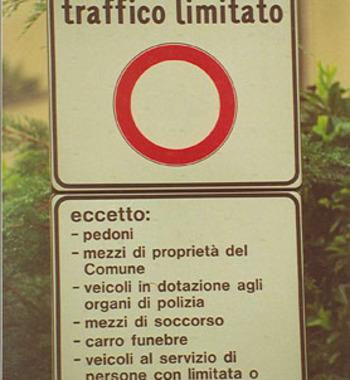 traffico limitato
eccetto:
- pedoni
- mezzi di proprietà del
Comune
- veicoli in dotazione agli
organi di polizia
- mezzi di soccorso
- carro funebre
- veicoli al servizio di
persone con limitata o